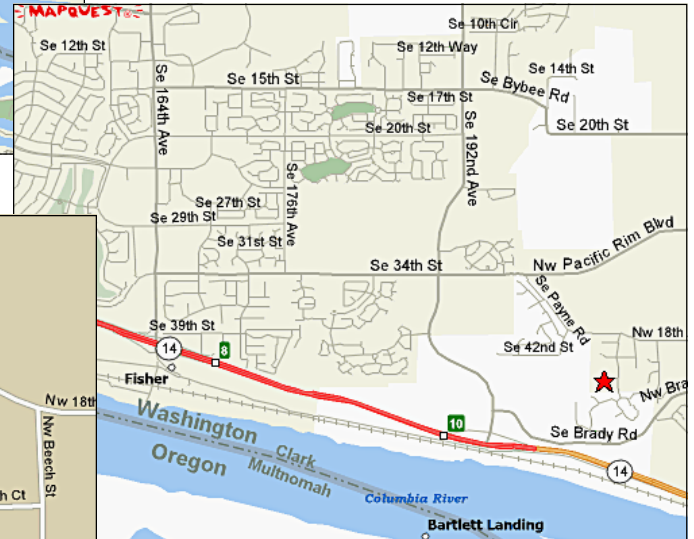 MAPQUEST
Se 10th Cir
Se 12th St
Se 12th Way
Se 14th St
Se 15th St
Se Bybee Rd
Se 17th St
Se 164th Ave
Se 20th St
Se 20th St
Se 192nd Ave
Se 176th Ave
Se 27th St
Se 29th St
Se 31st St
Nw Pacific Rim Blvd
Se 34th St
Se Payne Rd
Se 39th St
Nw 18th
14
8
Se 42nd St
Fisher
Nw Bra
Nw 18th
Washington
10
Se Brady Rd
Nw Beech St
Clark
Oregon
Multnomah
14
h Ct
Columbia River
Bartlett Landing